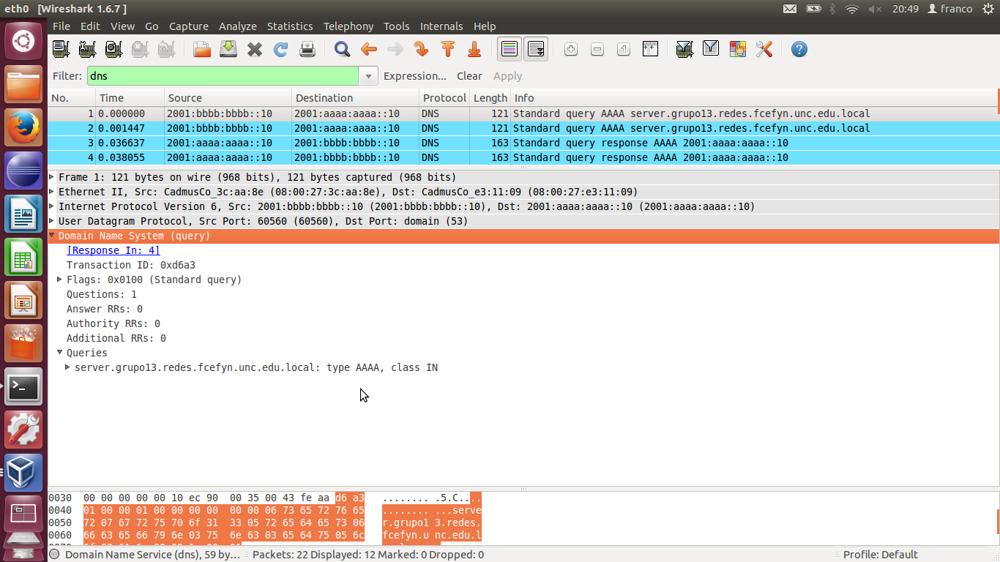 eth0 [Wireshark 1.6.7 ]
20:49 franco
File Edit View Go Capture Analyze Statistics Telephony Tools Internals Help
Filter: dns Expression... Clear Apply
No. Time Source Destination Protocol Length Info
1 0.000000 2001:bbbb:bbbb::10 2001:aaaa:aaaa::10 DNS 121 Standard query AAAA server.grupo13.redes.fcefyn.unc.edu.local
2 0.001447 2001:bbbb:bbbb::10 2001:aaaa:aaaa::10 DNS 121 Standard query AAAA server.grupo13.redes.fcefyn.unc.edu.local
3 0.036637 2001:aaaa:aaaa::10 2001:bbbb:bbbb::10 DNS 163 Standard query response AAAA 2001:aaaa:aaaa::10
4 0.038055 2001:aaaa:aaaa::10 2001:bbbb:bbbb::10 DNS 163 Standard query response AAAA 2001:aaaa:aaaa::10
Frame 1: 121 bytes on wire (968 bits), 121 bytes captured (968 bits)
Ethernet II, Src: CadmusCo_3c:aa:8e (08:00:27:3c:aa:8e), Dst: CadmusCo_e3:11:09 (08:00:27:e3:11:09)
Internet Protocol Version 6, Src: 2001:bbbb:bbbb::10 (2001:bbbb:bbbb::10), Dst: 2001:aaaa:aaaa::10 (2001:aaaa:aaaa::10)
User Datagram Protocol, Src Port: 60560 (60560), Dst Port: domain (53)
Domain Name System (query)
[Response In: 4]
Transaction ID: 0xd6a3
Flags: 0x0100 (Standard query)
Questions: 1
Answer RRs: 0
Authority RRs: 0
Additional RRs: 0
Queries
server.grupo13.redes.fcefyn.unc.edu.local: type AAAA, class IN
0030 00 00 00 00 00 10 ec 90 00 35 00 43 fe aa d6 a3 ........ .5.C....
0040 01 00 00 01 00 00 00 00 00 00 06 73 65 72 76 65 ........ ...serve
0050 72 07 67 72 75 70 6f 31 33 05 72 65 64 65 73 06 r.grupo1 3.redes.
0060 66 63 65 66 79 6e 03 75 6e 63 03 65 64 75 05 6c fcefyn.u nc.edu.l
Domain Name Service (dns), 59 by... Packets: 22 Displayed: 12 Marked: 0 Dropped: 0 Profile: Default